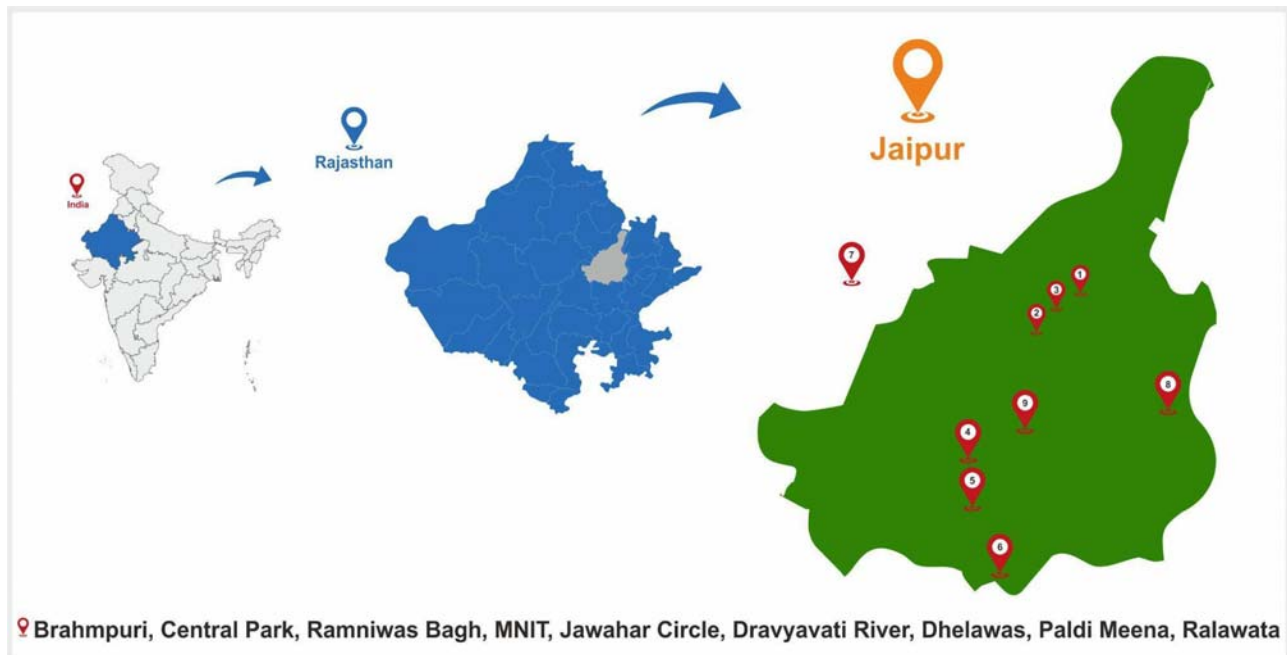 India
Rajasthan
Jaipur
7
1
3
2
8
9
4
5
6
Brahmpuri, Central Park, Ramniwas Bagh, MNIT, Jawahar Circle, Dravyavati River, Dhelawas, Paldi Meena, Ralawata